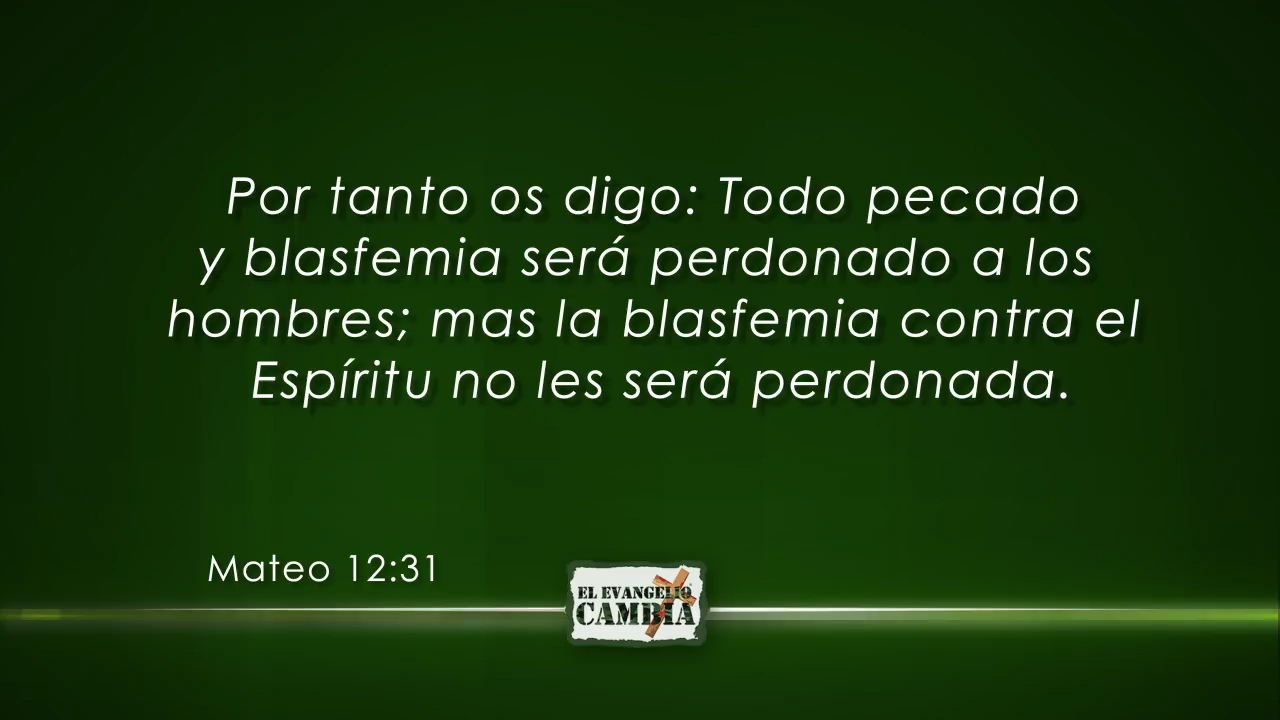 Por tanto os digo: Todo pecado
y blasfemia será perdonado a los
hombres; mas la blasfemia contra el
Espíritu no les será perdonada.
Mateo 12:31
EL EVANGELIO
CAMBIA